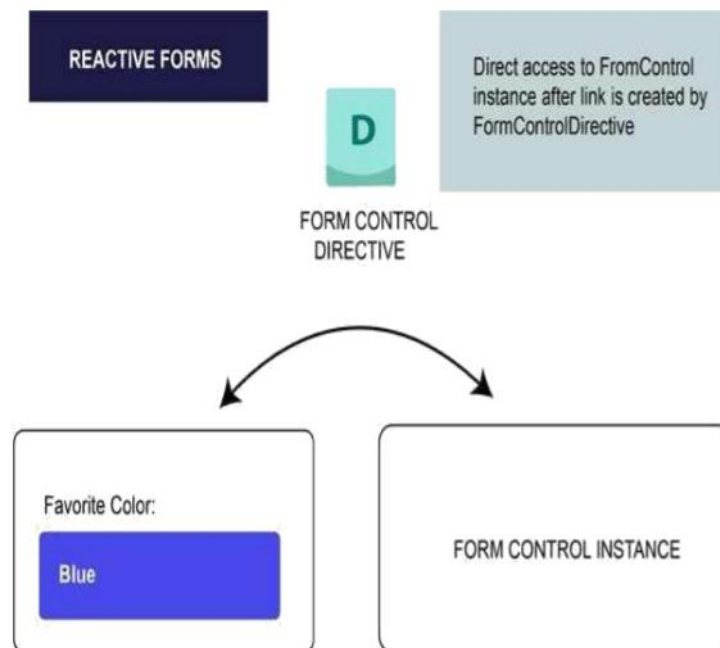 REACTIVE FORMS
Direct access to FromControl
instance after link is created by
FormControlDirective
D
FORM CONTROL
DIRECTIVE
Favorite Color:
Blue
FORM CONTROL INSTANCE